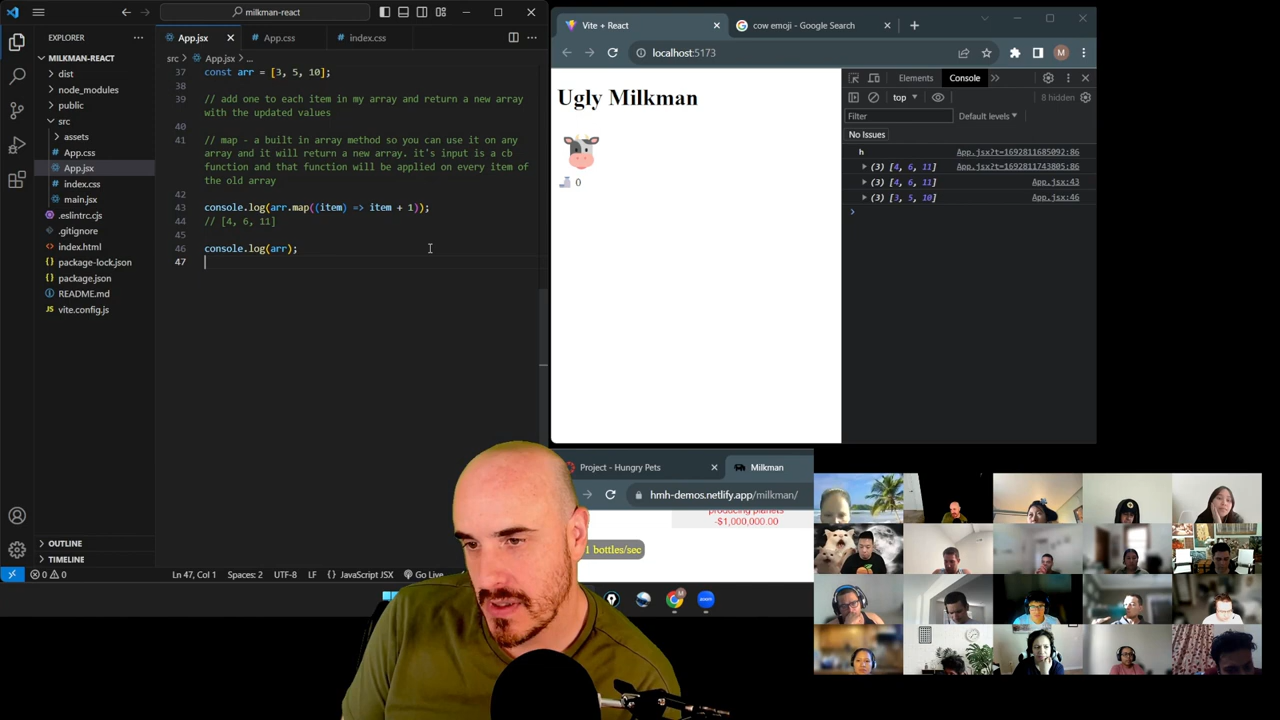 milkman-react
EXPLORER
MILKMAN-REACT
dist
node_modules
public
src
assets
App.css
App.jsx
index.css
main.jsx
.eslintrc.cjs
.gitignore
index.html
package-lock.json
package.json
README.md
vite.config.js
OUTLINE
TIMELINE
App.jsx
App.css
index.css
src > App.jsx > ...
37 const arr = [3, 5, 10];
38
39 // add one to each item in my array and return a new array
with the updated values
40
41 // map - a built in array method so you can use it on any
array and it will return a new array. it's input is a cb
function and that function will be applied on every item of
the old array
42
43 console.log(arr.map((item) => item + 1));
44 // [4, 6, 11]
45
46 console.log(arr);
47
0 0
Ln 47, Col 1 Spaces: 2 UTF-8 LF JavaScript JSX Go Live
Vite + React
cow emoji - Google Search
localhost:5173
M
Ugly Milkman
0
Elements Console
top
8 hidden
Filter
Default levels
No Issues
h App.jsx?t=1692811685092:86
(3) [4, 6, 11] App.jsx?t=1692811743805:86
(3) [4, 6, 11] App.jsx:43
(3) [3, 5, 10] App.jsx:46
Project - Hungry Pets
Milkman
hmh-demos.netlify.app/milkman/
producing planets
-$1,000,000.00
1 bottles/sec